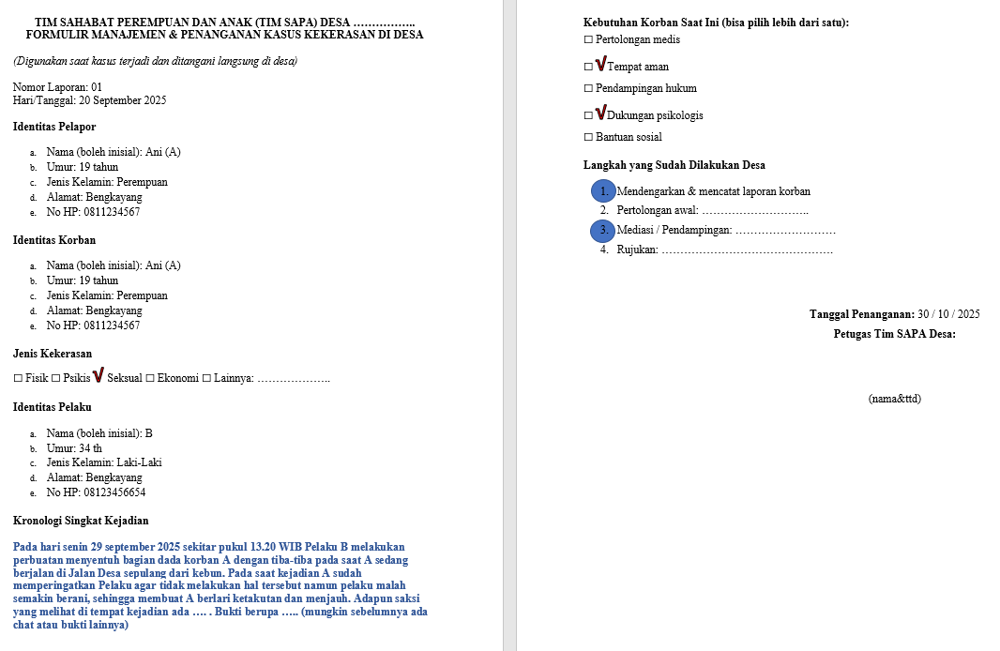 TIM SAHABAT PEREMPUAN DAN ANAK (TIM SAPA) DESA ……………..
FORMULIR MANAJEMEN & PENANGANAN KASUS KEKERASAN DI DESA
(Digunakan saat kasus terjadi dan ditangani langsung di desa)
Nomor Laporan: 01
Hari/Tanggal: 20 September 2025
Identitas Pelapor
a. Nama (boleh inisial): Ani (A)
b. Umur: 19 tahun
c. Jenis Kelamin: Perempuan
d. Alamat: Bengkayang
e. No HP: 0811234567
Identitas Korban
a. Nama (boleh inisial): Ani (A)
b. Umur: 19 tahun
c. Jenis Kelamin: Perempuan
d. Alamat: Bengkayang
e. No HP: 0811234567
Jenis Kekerasan
☐ Fisik ☐ Psikis √ Seksual ☐ Ekonomi ☐ Lainnya: ………………..
Identitas Pelaku
a. Nama (boleh inisial): B
b. Umur: 34 th
c. Jenis Kelamin: Laki-Laki
d. Alamat: Bengkayang
e. No HP: 08123456654
Kronologi Singkat Kejadian
Pada hari senin 29 september 2025 sekitar pukul 13.20 WIB Pelaku B melakukan
perbuatan menyentuh bagian dada korban A dengan tiba-tiba pada saat A sedang
berjalan di Jalan Desa sepulang dari kebun. Pada saat kejadian A sudah
memperingatkan Pelaku agar tidak melakukan hal tersebut namun pelaku malah
semakin berani, sehingga membuat A berlari ketakutan dan menjauh. Adapun saksi
yang melihat di tempat kejadian ada …. . Bukti berupa ….. (mungkin sebelumnya ada
chat atau bukti lainnya)
Kebutuhan Korban Saat Ini (bisa pilih lebih dari satu):
☐ Pertolongan medis
☐ √ Tempat aman
☐ Pendampingan hukum
☐ √ Dukungan psikologis
☐ Bantuan sosial
Langkah yang Sudah Dilakukan Desa
1. Mendengarkan & mencatat laporan korban
2. Pertolongan awal: ………………………..
3. Mediasi / Pendampingan: ………………………
4. Rujukan: ……………………………………….
Tanggal Penanganan: 30 / 10 / 2025
Petugas Tim SAPA Desa:
(nama&ttd)